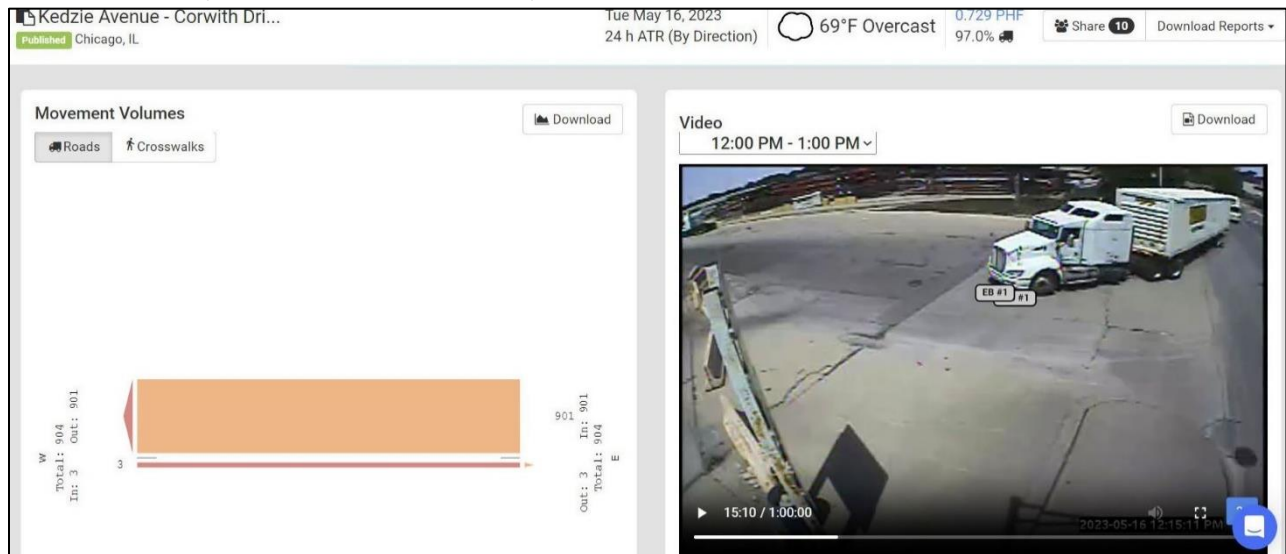 Kedzie Avenue - Corwith Dri...
Published Chicago, IL
Tue May 16, 2023
24 h ATR (By Direction)
69°F Overcast
0.729 PHF
97.0%
Share 10
Download Reports
Movement Volumes
Download
Roads
Crosswalks
W
Total: 904
In: 3 Out: 901
3
901
In: 901
Out: 3
Total: 904
E
Video
Download
12:00 PM - 1:00 PM
EB #1
#1
15:10 / 1:00:00
2023-05-16 12:15:11 PM